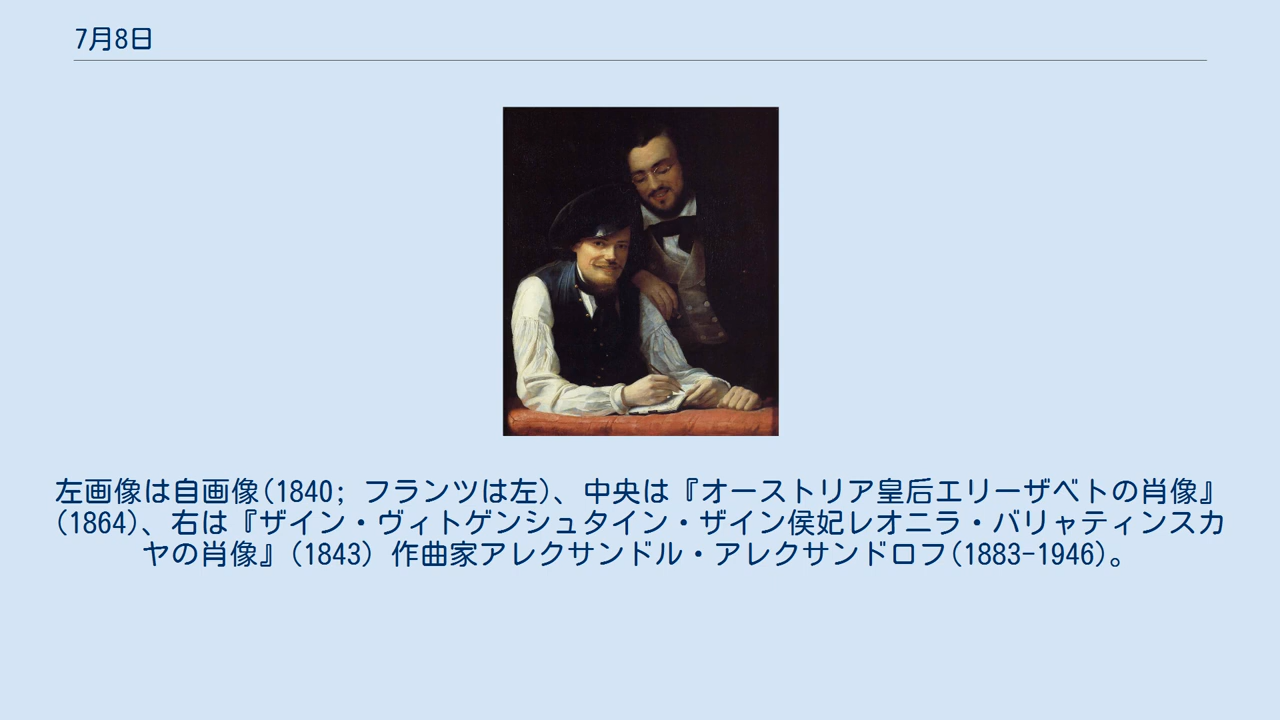 7月8日
左画像は自画像(1840; フランツは左)、中央は『オーストリア皇后エリーザベトの肖像』
(1864)、右は『ザイン・ヴィトゲンシュタイン・ザイン侯妃レオニラ・バリャティンスカ
ヤの肖像』(1843) 作曲家アレクサンドル・アレクサンドロフ(1883-1946)。